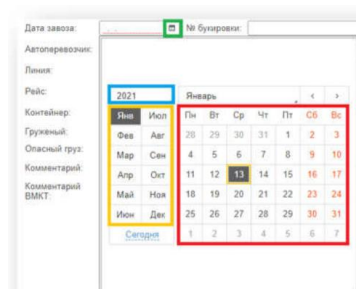 Дата завоза: № букировки:
Автоперевозчик:
Линия:
Рейс:
Контейнер:
Груженый:
Опасный груз:
Комментарий:
Комментарий
ВМКТ:
2021 Январь < >
Янв Июл Пн Вт Ср Чт Пт Сб Вс
Фев Авг 28 29 30 31 1 2 3
Мар Сен 4 5 6 7 8 9 10
Апр Окт 11 12 13 14 15 16 17
Май Ноя 18 19 20 21 22 23 24
Июн Дек 25 26 27 28 29 30 31
Сегодня 1 2 3 4 5 6 7